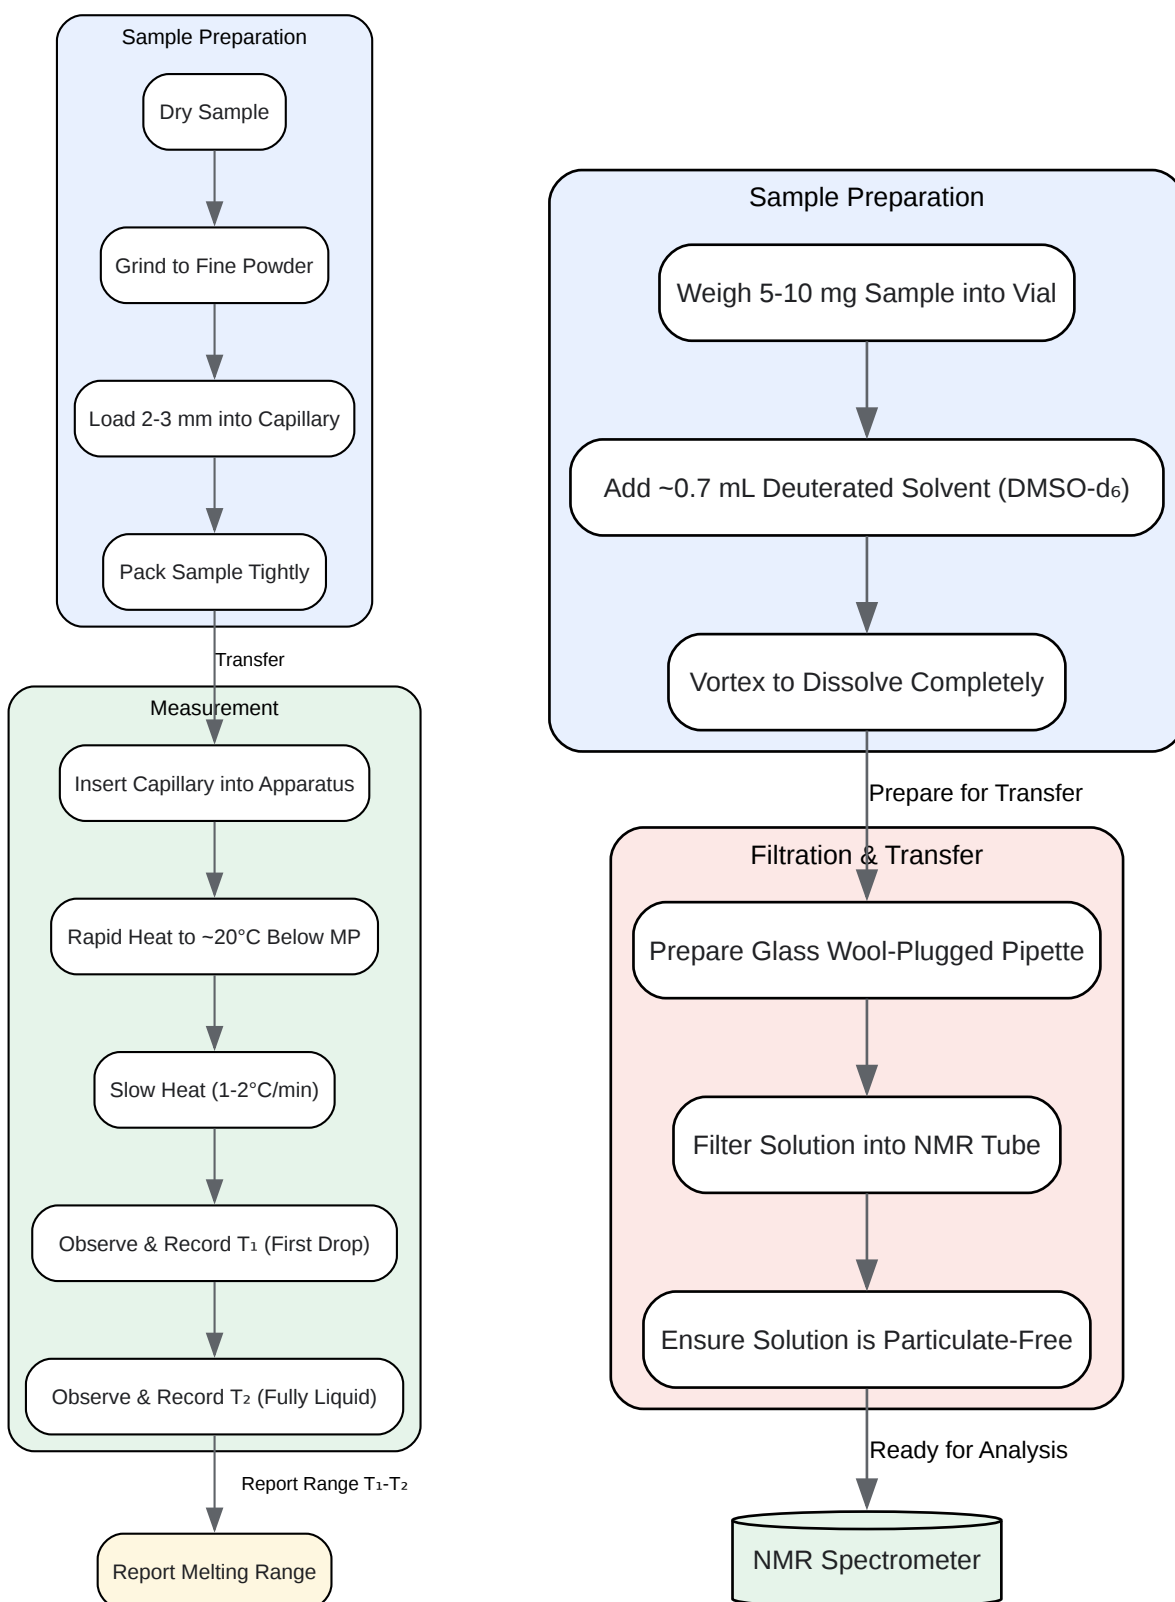 Sample Preparation
Dry Sample
Grind to Fine Powder
Load 2-3 mm into Capillary
Pack Sample Tightly
Transfer
Measurement
Insert Capillary into Apparatus
Rapid Heat to ~20°C Below MP
Slow Heat (1-2°C/min)
Observe & Record T₁ (First Drop)
Observe & Record T₂ (Fully Liquid)
Report Range T₁-T₂
Report Melting Range
Sample Preparation
Weigh 5-10 mg Sample into Vial
Add ~0.7 mL Deuterated Solvent (DMSO-d₆)
Vortex to Dissolve Completely
Prepare for Transfer
Filtration & Transfer
Prepare Glass Wool-Plugged Pipette
Filter Solution into NMR Tube
Ensure Solution is Particulate-Free
Ready for Analysis
NMR Spectrometer